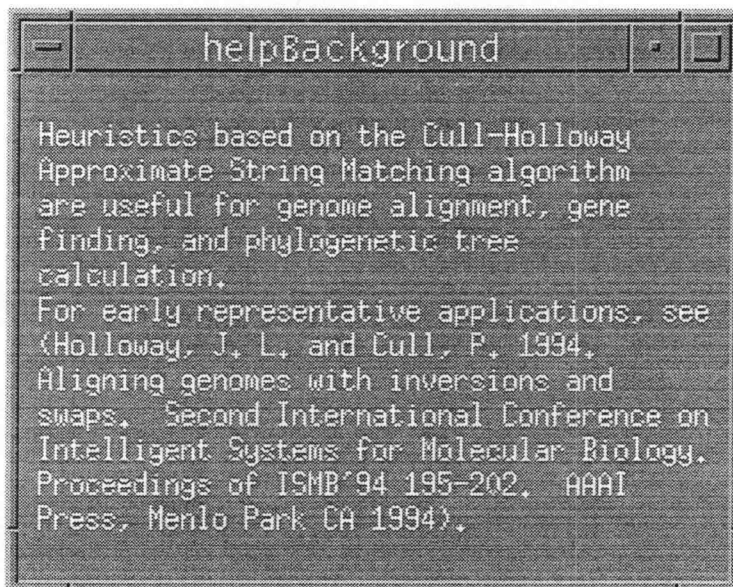 helpBackground
Heuristics based on the Cull-Holloway
Approximate String Matching algorithm
are useful for genome alignment, gene
finding, and phylogenetic tree
calculation.
For early representative applications, see
(Holloway, J. L. and Cull, P. 1994.
Aligning genomes with inversions and
swaps.  Second International Conference on
Intelligent Systems for Molecular Biology.
Proceedings of ISMB'94 195-202.  AAAI
Press, Menlo Park CA 1994).